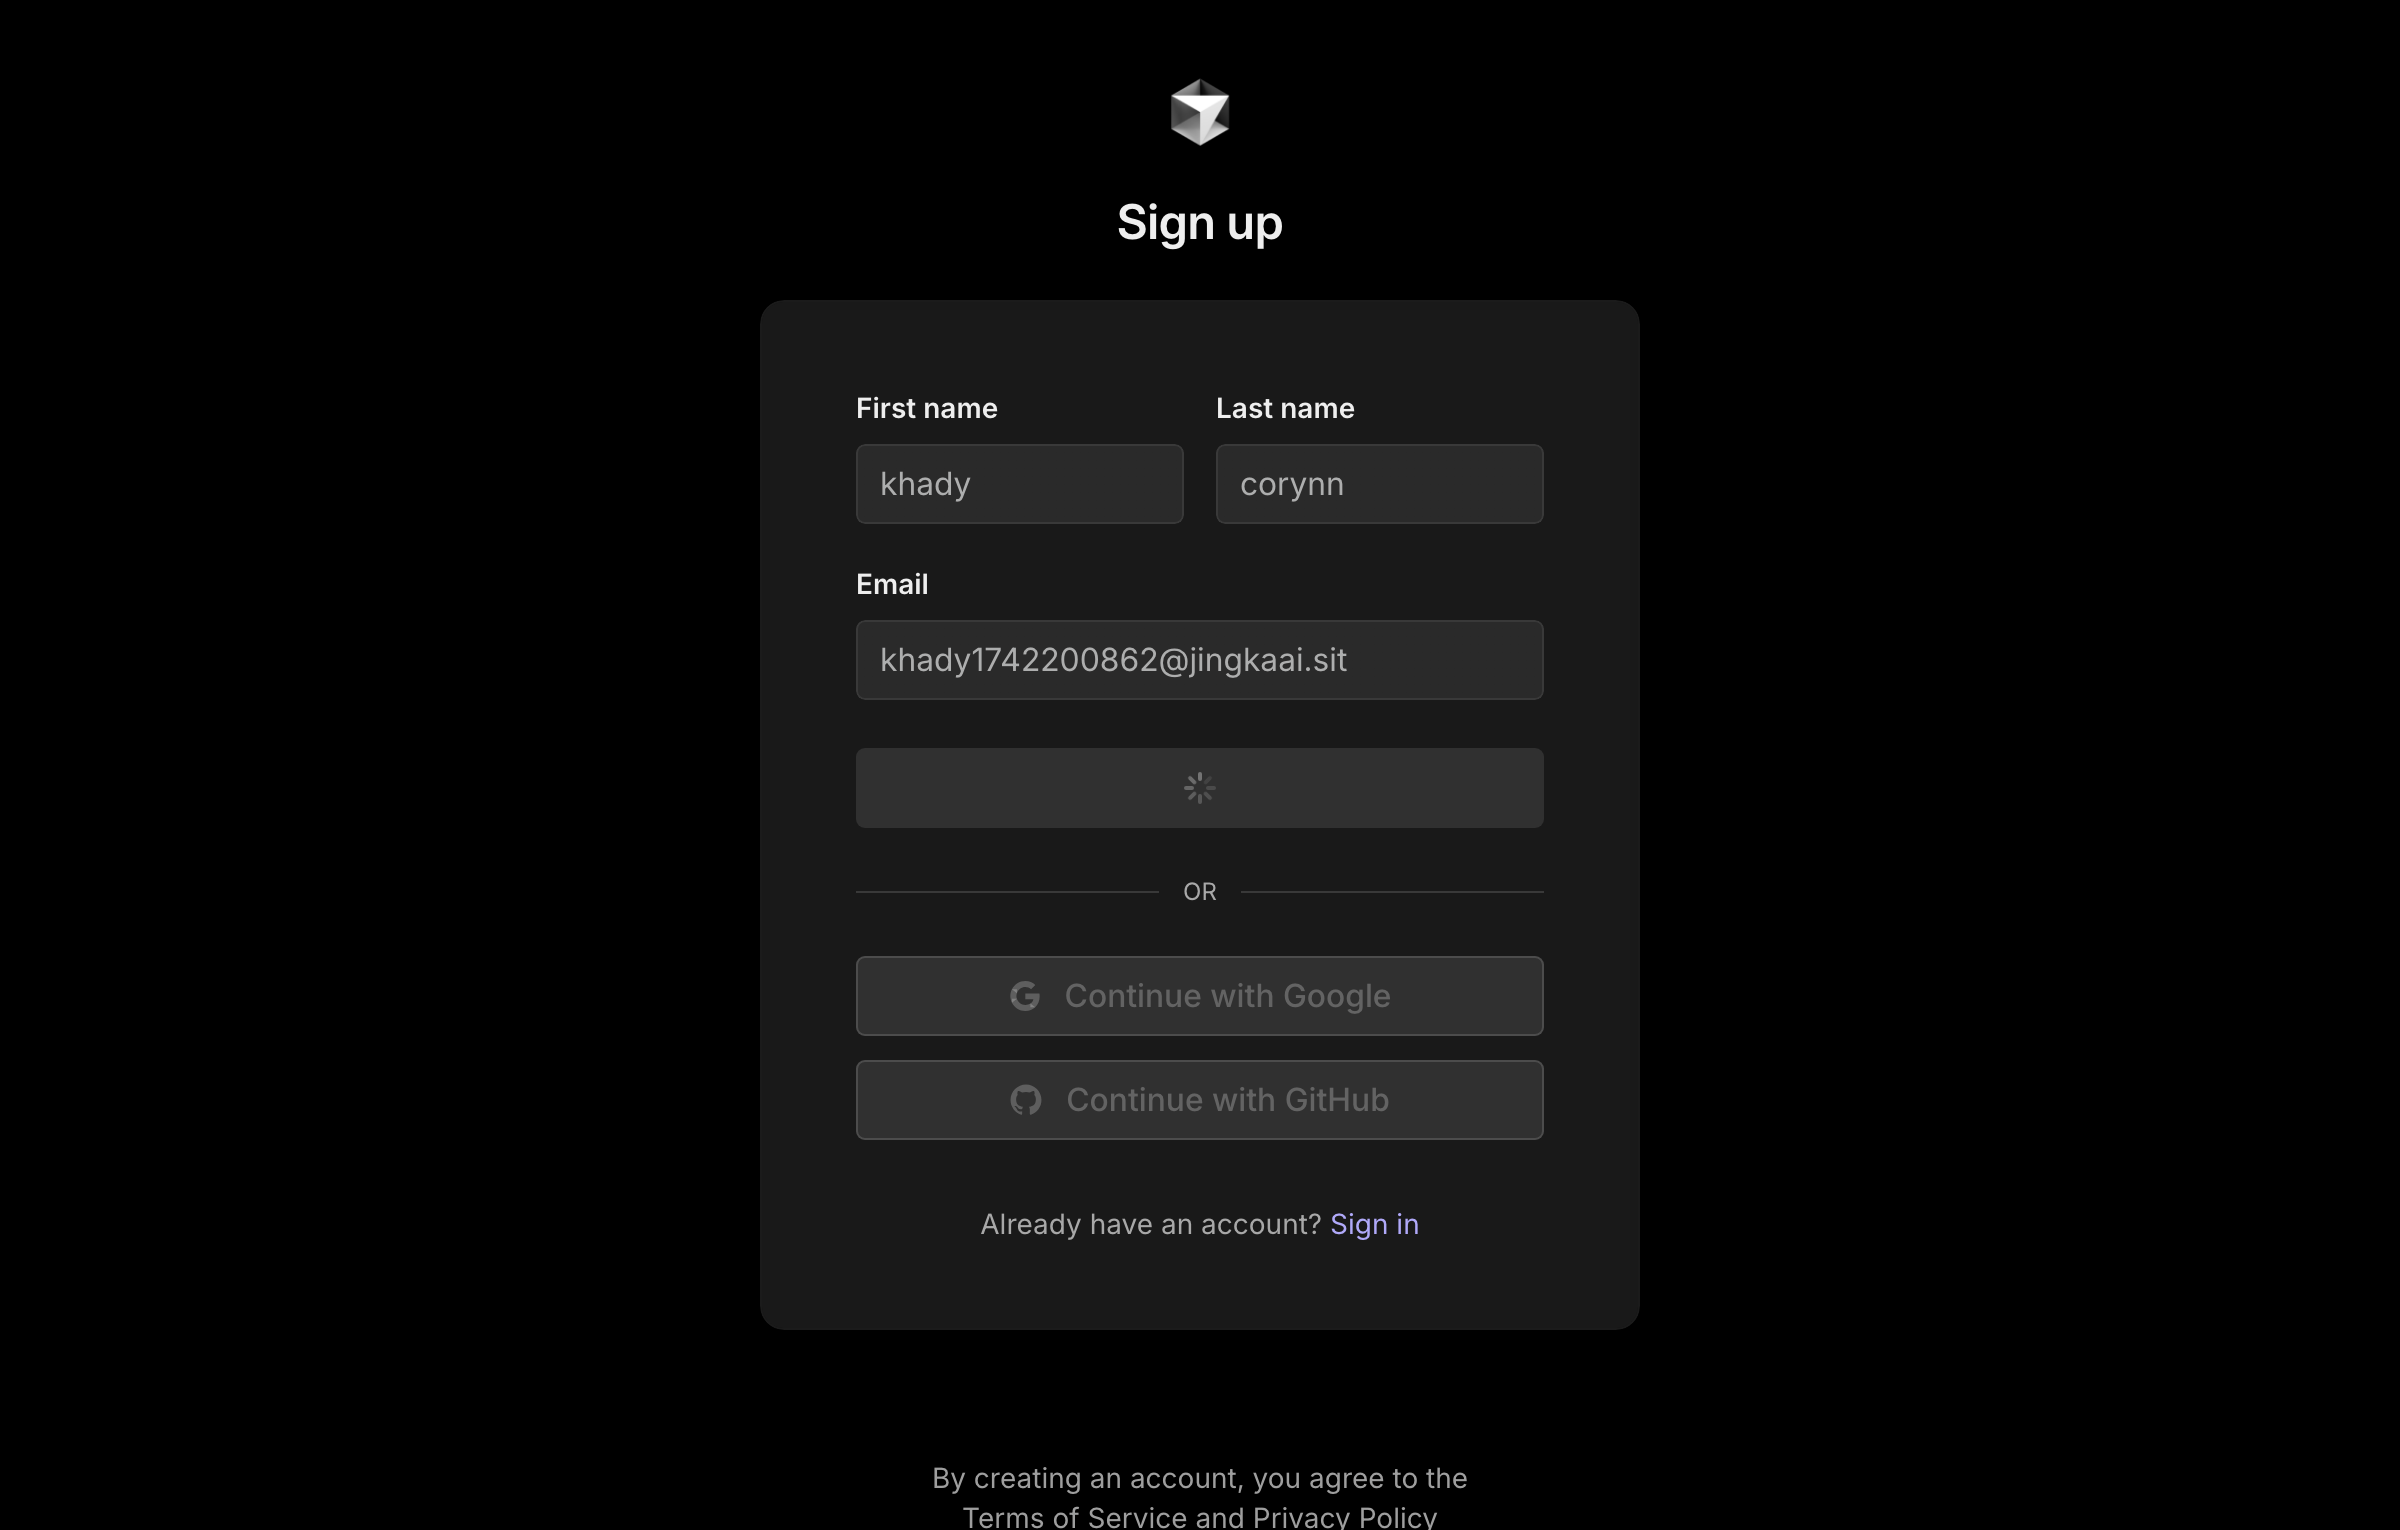 Sign up
First name
Last name
khady
corynn
Email
khady1742200862@jingkaai.sit
OR
Continue with Google
Continue with GitHub
Already have an account? Sign in
By creating an account, you agree to the
Terms of Service and Privacy Policy